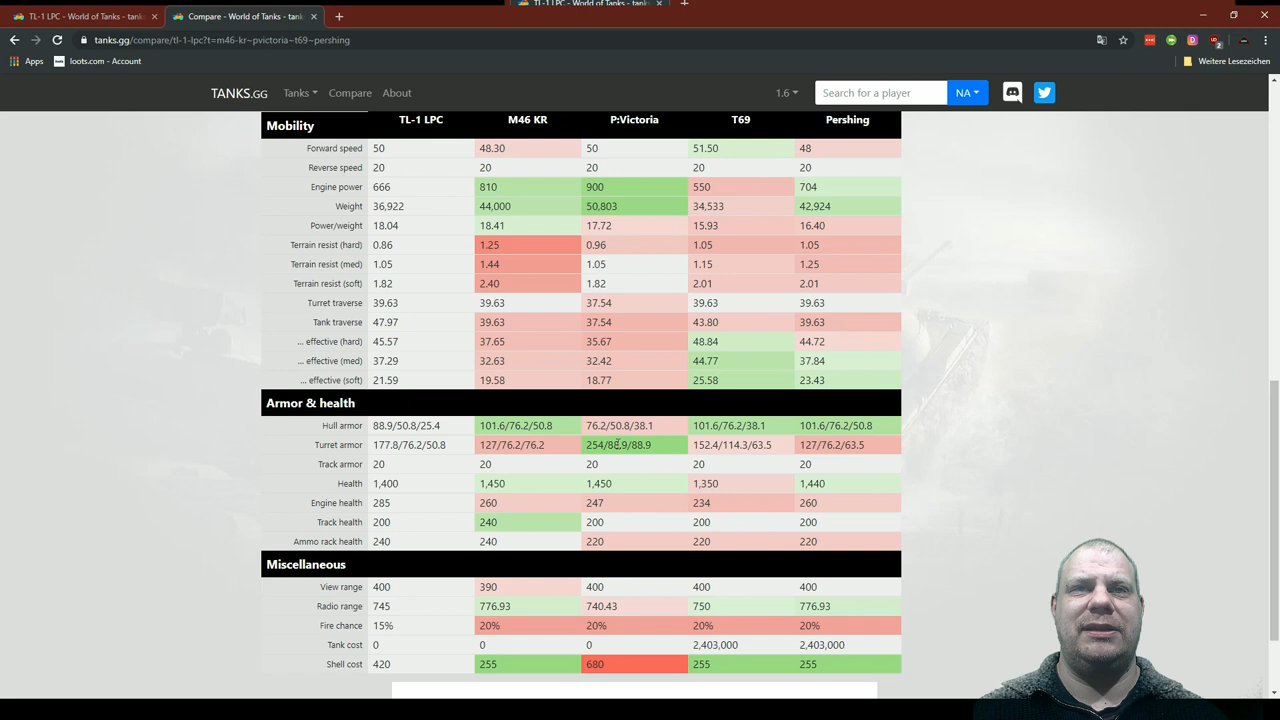 TL-1 LPC - World of Tanks - tanks
TL-1 LPC - World of Tanks - tanks × Compare - World of Tanks - tank ×
tanks.gg/compare/tl-1-lpc?t=m46-kr~pvictoria~t69~pershing
Apps loots.com - Account Weitere Lesezeichen
TANKS.GG Tanks Compare About 1.6 Search for a player NA
Mobility TL-1 LPC M46 KR P:Victoria T69 Pershing
Forward speed 50 48.30 50 51.50 48
Reverse speed 20 20 20 20 20
Engine power 666 810 900 550 704
Weight 36,922 44,000 50,803 34,533 42,924
Power/weight 18.04 18.41 17.72 15.93 16.40
Terrain resist (hard) 0.86 1.25 0.96 1.05 1.05
Terrain resist (med) 1.05 1.44 1.05 1.15 1.25
Terrain resist (soft) 1.82 2.40 1.82 2.01 2.01
Turret traverse 39.63 39.63 37.54 39.63 39.63
Tank traverse 47.97 39.63 37.54 43.80 39.63
... effective (hard) 45.57 37.65 35.67 48.84 44.72
... effective (med) 37.29 32.63 32.42 44.77 37.84
... effective (soft) 21.59 19.58 18.77 25.58 23.43
Armor & health
Hull armor 88.9/50.8/25.4 101.6/76.2/50.8 76.2/50.8/38.1 101.6/76.2/38.1 101.6/76.2/50.8
Turret armor 177.8/76.2/50.8 127/76.2/76.2 254/88.9/88.9 152.4/114.3/63.5 127/76.2/63.5
Track armor 20 20 20 20 20
Health 1,400 1,450 1,450 1,350 1,440
Engine health 285 260 247 234 260
Track health 200 240 200 200 200
Ammo rack health 240 240 220 220 220
Miscellaneous
View range 400 390 400 400 400
Radio range 745 776.93 740.43 750 776.93
Fire chance 15% 20% 20% 20% 20%
Tank cost 0 0 0 2,403,000 2,403,000
Shell cost 420 255 680 255 255